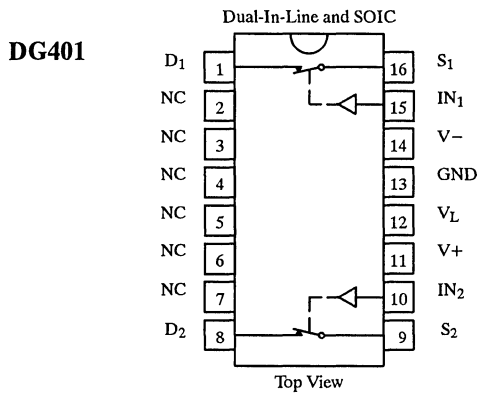 Dual-In-Line and SOIC
DG401
D1 1 16 S1
NC 2 15 IN1
NC 3 14 V−
NC 4 13 GND
NC 5 12 VL
NC 6 11 V+
NC 7 10 IN2
D2 8 9 S2
Top View